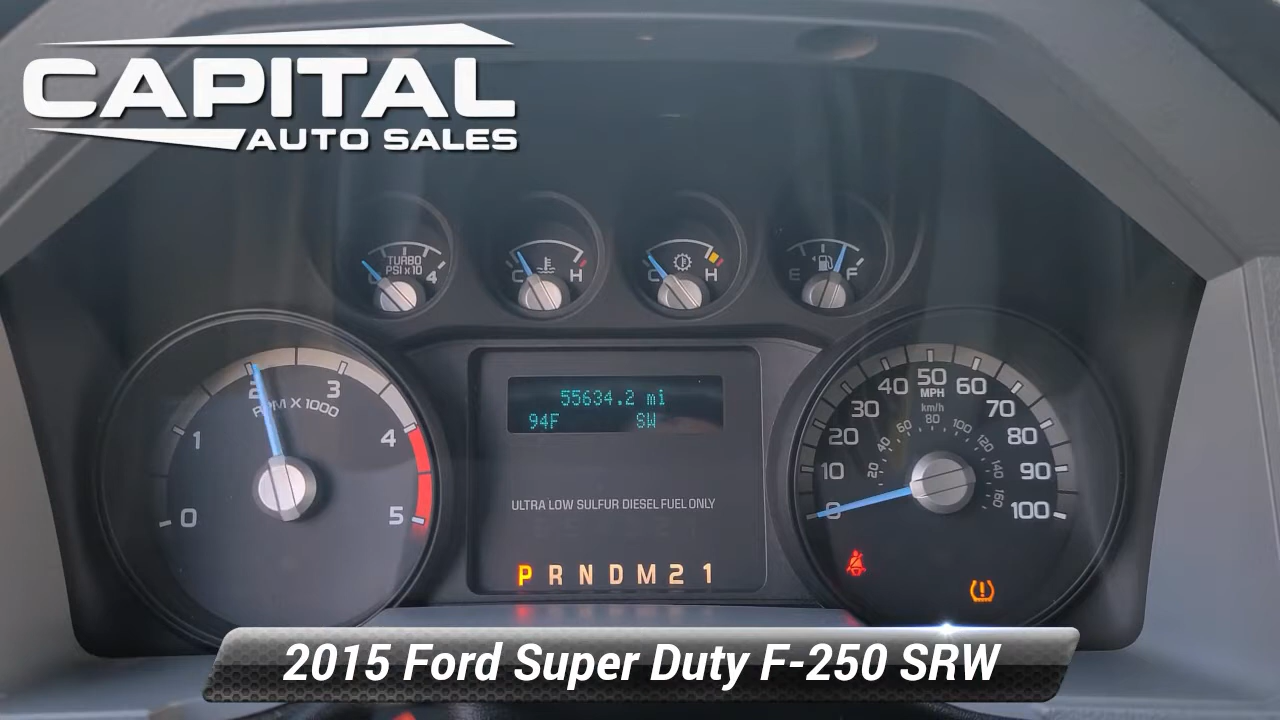 CAPITAL
AUTO SALES
TURBO
PSI x 10
0 4
C H
C H
E F
0 1 2 3 4 5
RPM X 1000
55634.2 mi
94F SW
ULTRA LOW SULFUR DIESEL FUEL ONLY
P R N D M 2 1
0 10 20 30 40 50 60 70 80 90 100
MPH
km/h
20 40 60 80 100 120 140 160
2015 Ford Super Duty F-250 SRW